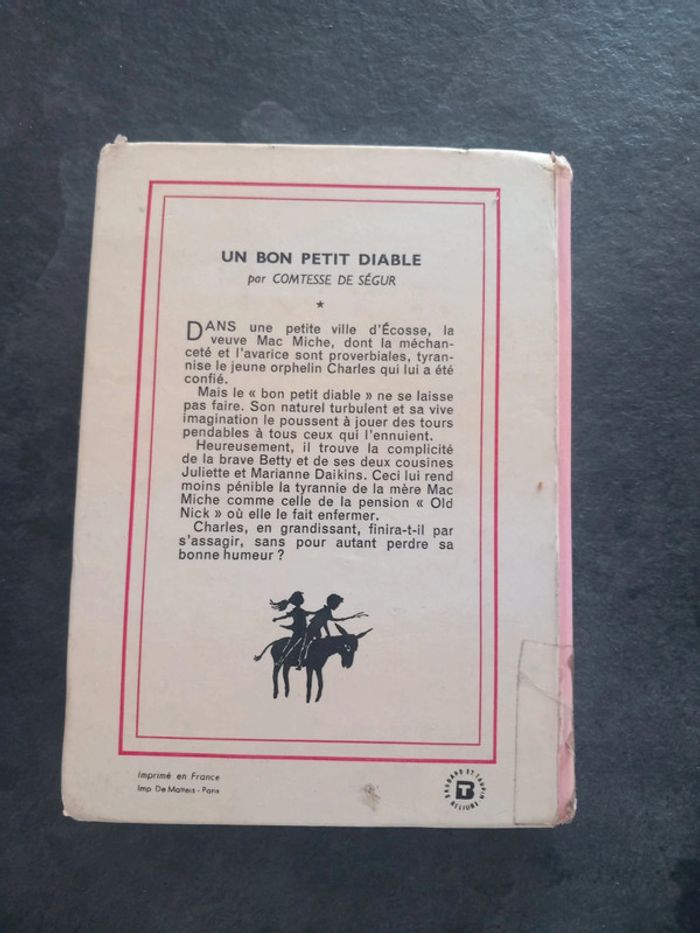 UN BON PETIT DIABLE
par COMTESSE DE SÉGUR
*
DANS une petite ville d'Écosse, la
veuve Mac Miche, dont la méchan-
ceté et l'avarice sont proverbiales, tyran-
nise le jeune orphelin Charles qui lui a été
confié.
Mais le « bon petit diable » ne se laisse
pas faire. Son naturel turbulent et sa vive
imagination le poussent à jouer des tours
pendables à tous ceux qui l'ennuient.
Heureusement, il trouve la complicité
de la brave Betty et de ses deux cousines
Juliette et Marianne Daikins. Ceci lui rend
moins pénible la tyrannie de la mère Mac
Miche comme celle de la pension « Old
Nick » où elle le fait enfermer.
Charles, en grandissant, finira-t-il par
s'assagir, sans pour autant perdre sa
bonne humeur ?
Imprimé en France
Imp. De Matteis - Paris
BRODARD ET TAUPIN
BT
RELIURE